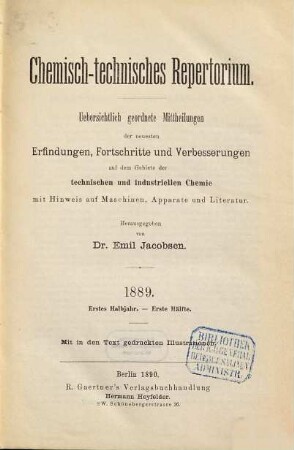 Chemisch-technisches Repertorium.
Uebersichtlich geordnete Mittheilungen
der neuesten
Erfindungen, Fortschritte und Verbesserungen
auf dem Gebiete der
technischen und industriellen Chemie
mit Hinweis auf Maschinen, Apparate und Literatur.
Herausgegeben
von
Dr. Emil Jacobsen.
1889.
Erstes Halbjahr. — Erste Hälfte.
Mit in den Text gedruckten Illustrationen.
BIBLIOTHEK
Berlin 1890.
R. Gaertner's Verlagsbuchhandlung
Hermann Heyfelder.
SW. Schönebergerstrasse 26.